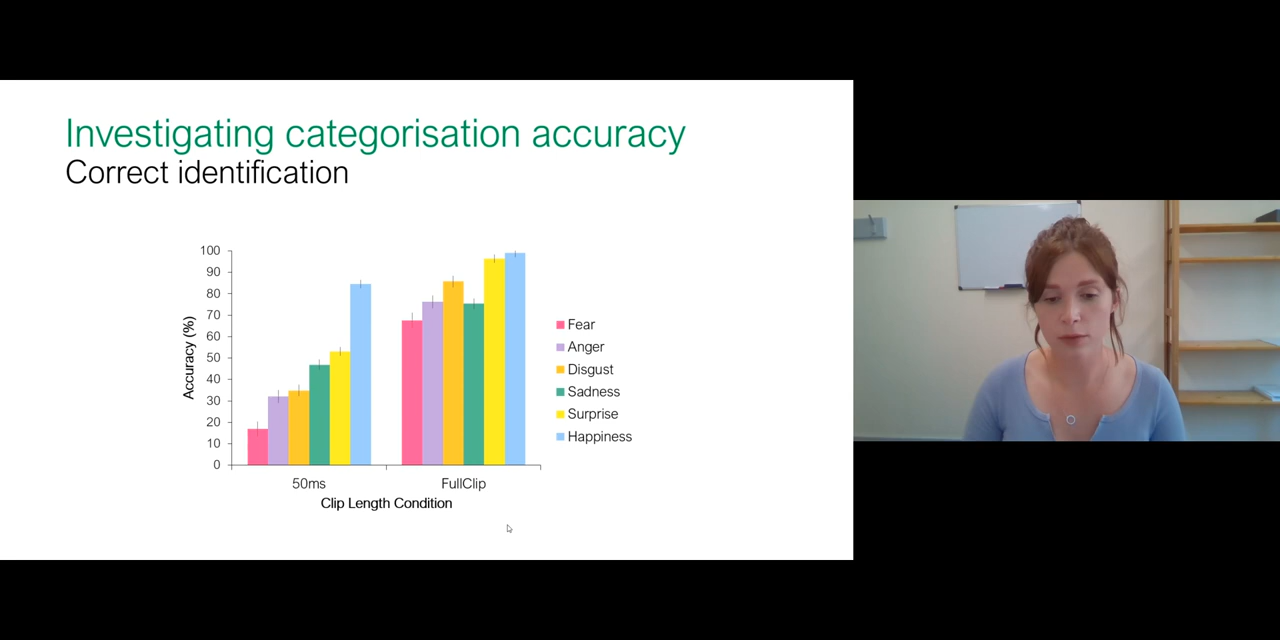 Investigating categorisation accuracy
Correct identification
100
90
80
70
60
50
40
30
20
10
0
Accuracy (%)
50ms
FullClip
Clip Length Condition
Fear
Anger
Disgust
Sadness
Surprise
Happiness